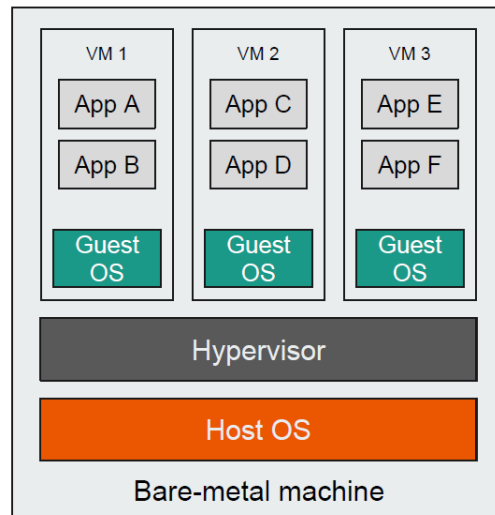 VM 1
App A
App B
Guest
OS
VM 2
App C
App D
Guest
OS
VM 3
App E
App F
Guest
OS
Hypervisor
Host OS
Bare-metal machine